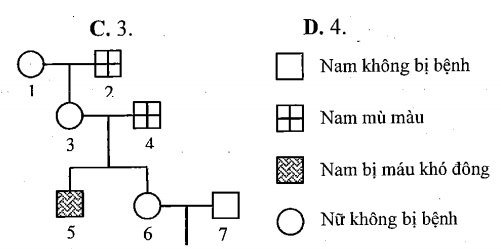 C. 3.
D. 4.
1
2
3
4
5
6
7
Nam không bị bệnh
Nam mù màu
Nam bị máu khó đông
Nữ không bị bệnh